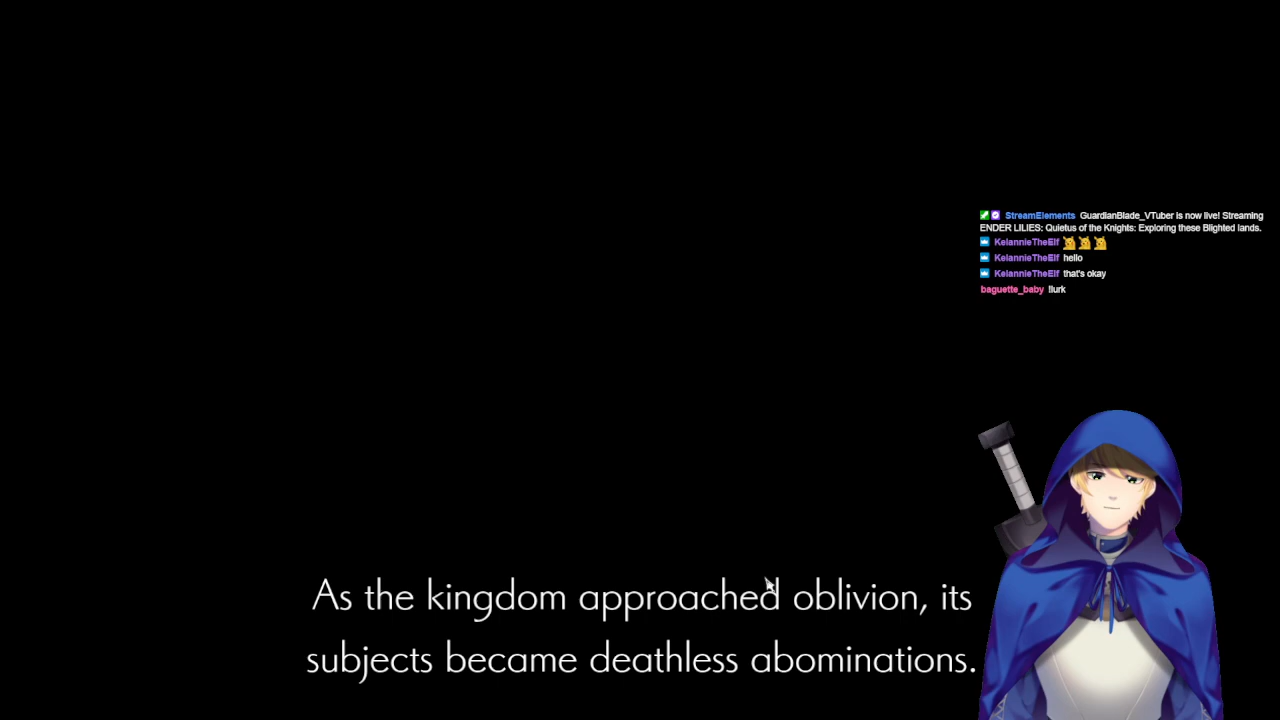 StreamElements GuardianBlade_VTuber is now live! Streaming
ENDER LILIES: Quietus of the Knights: Exploring these Blighted lands.
KelannieTheElf
KelannieTheElf hello
KelannieTheElf that's okay
baguette_baby !lurk
As the kingdom approached oblivion, its
subjects became deathless abominations.